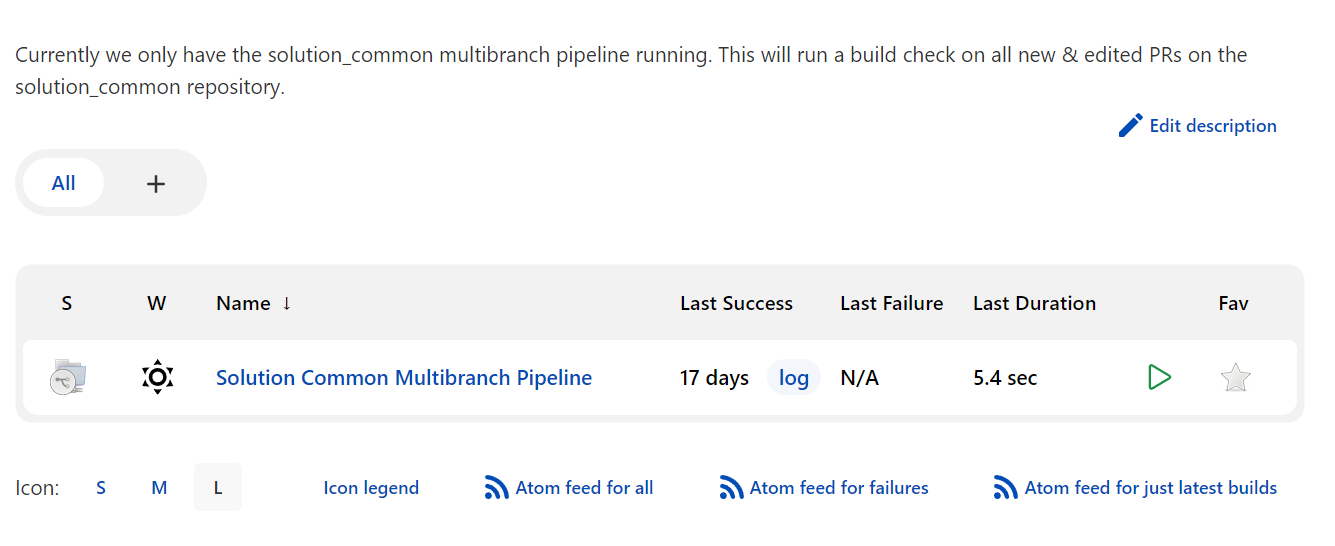 Currently we only have the solution_common multibranch pipeline running. This will run a build check on all new & edited PRs on the
solution_common repository.
Edit description
All +
S W Name ↓ Last Success Last Failure Last Duration Fav
Solution Common Multibranch Pipeline 17 days log N/A 5.4 sec
Icon: S M L Icon legend Atom feed for all Atom feed for failures Atom feed for just latest builds